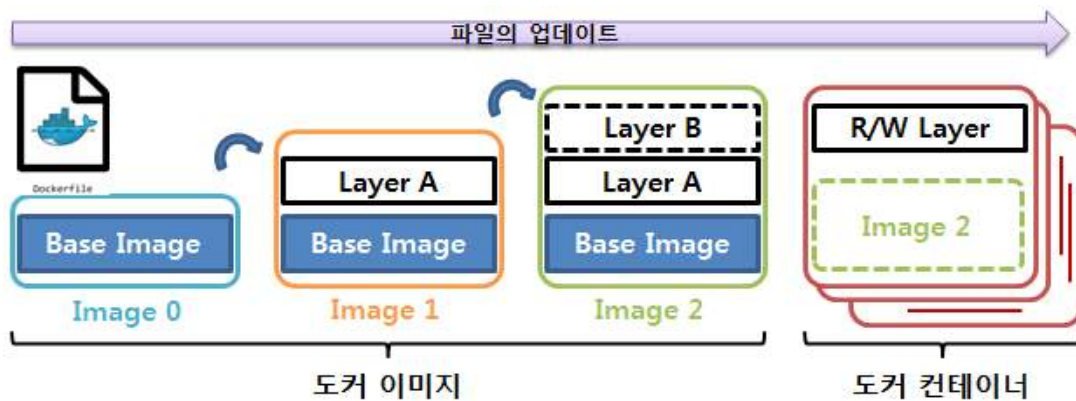 파일의 업데이트
Dockerfile
Base Image
Image 0
Layer A
Base Image
Image 1
Layer B
Layer A
Base Image
Image 2
R/W Layer
Image 2
도커 이미지
도커 컨테이너